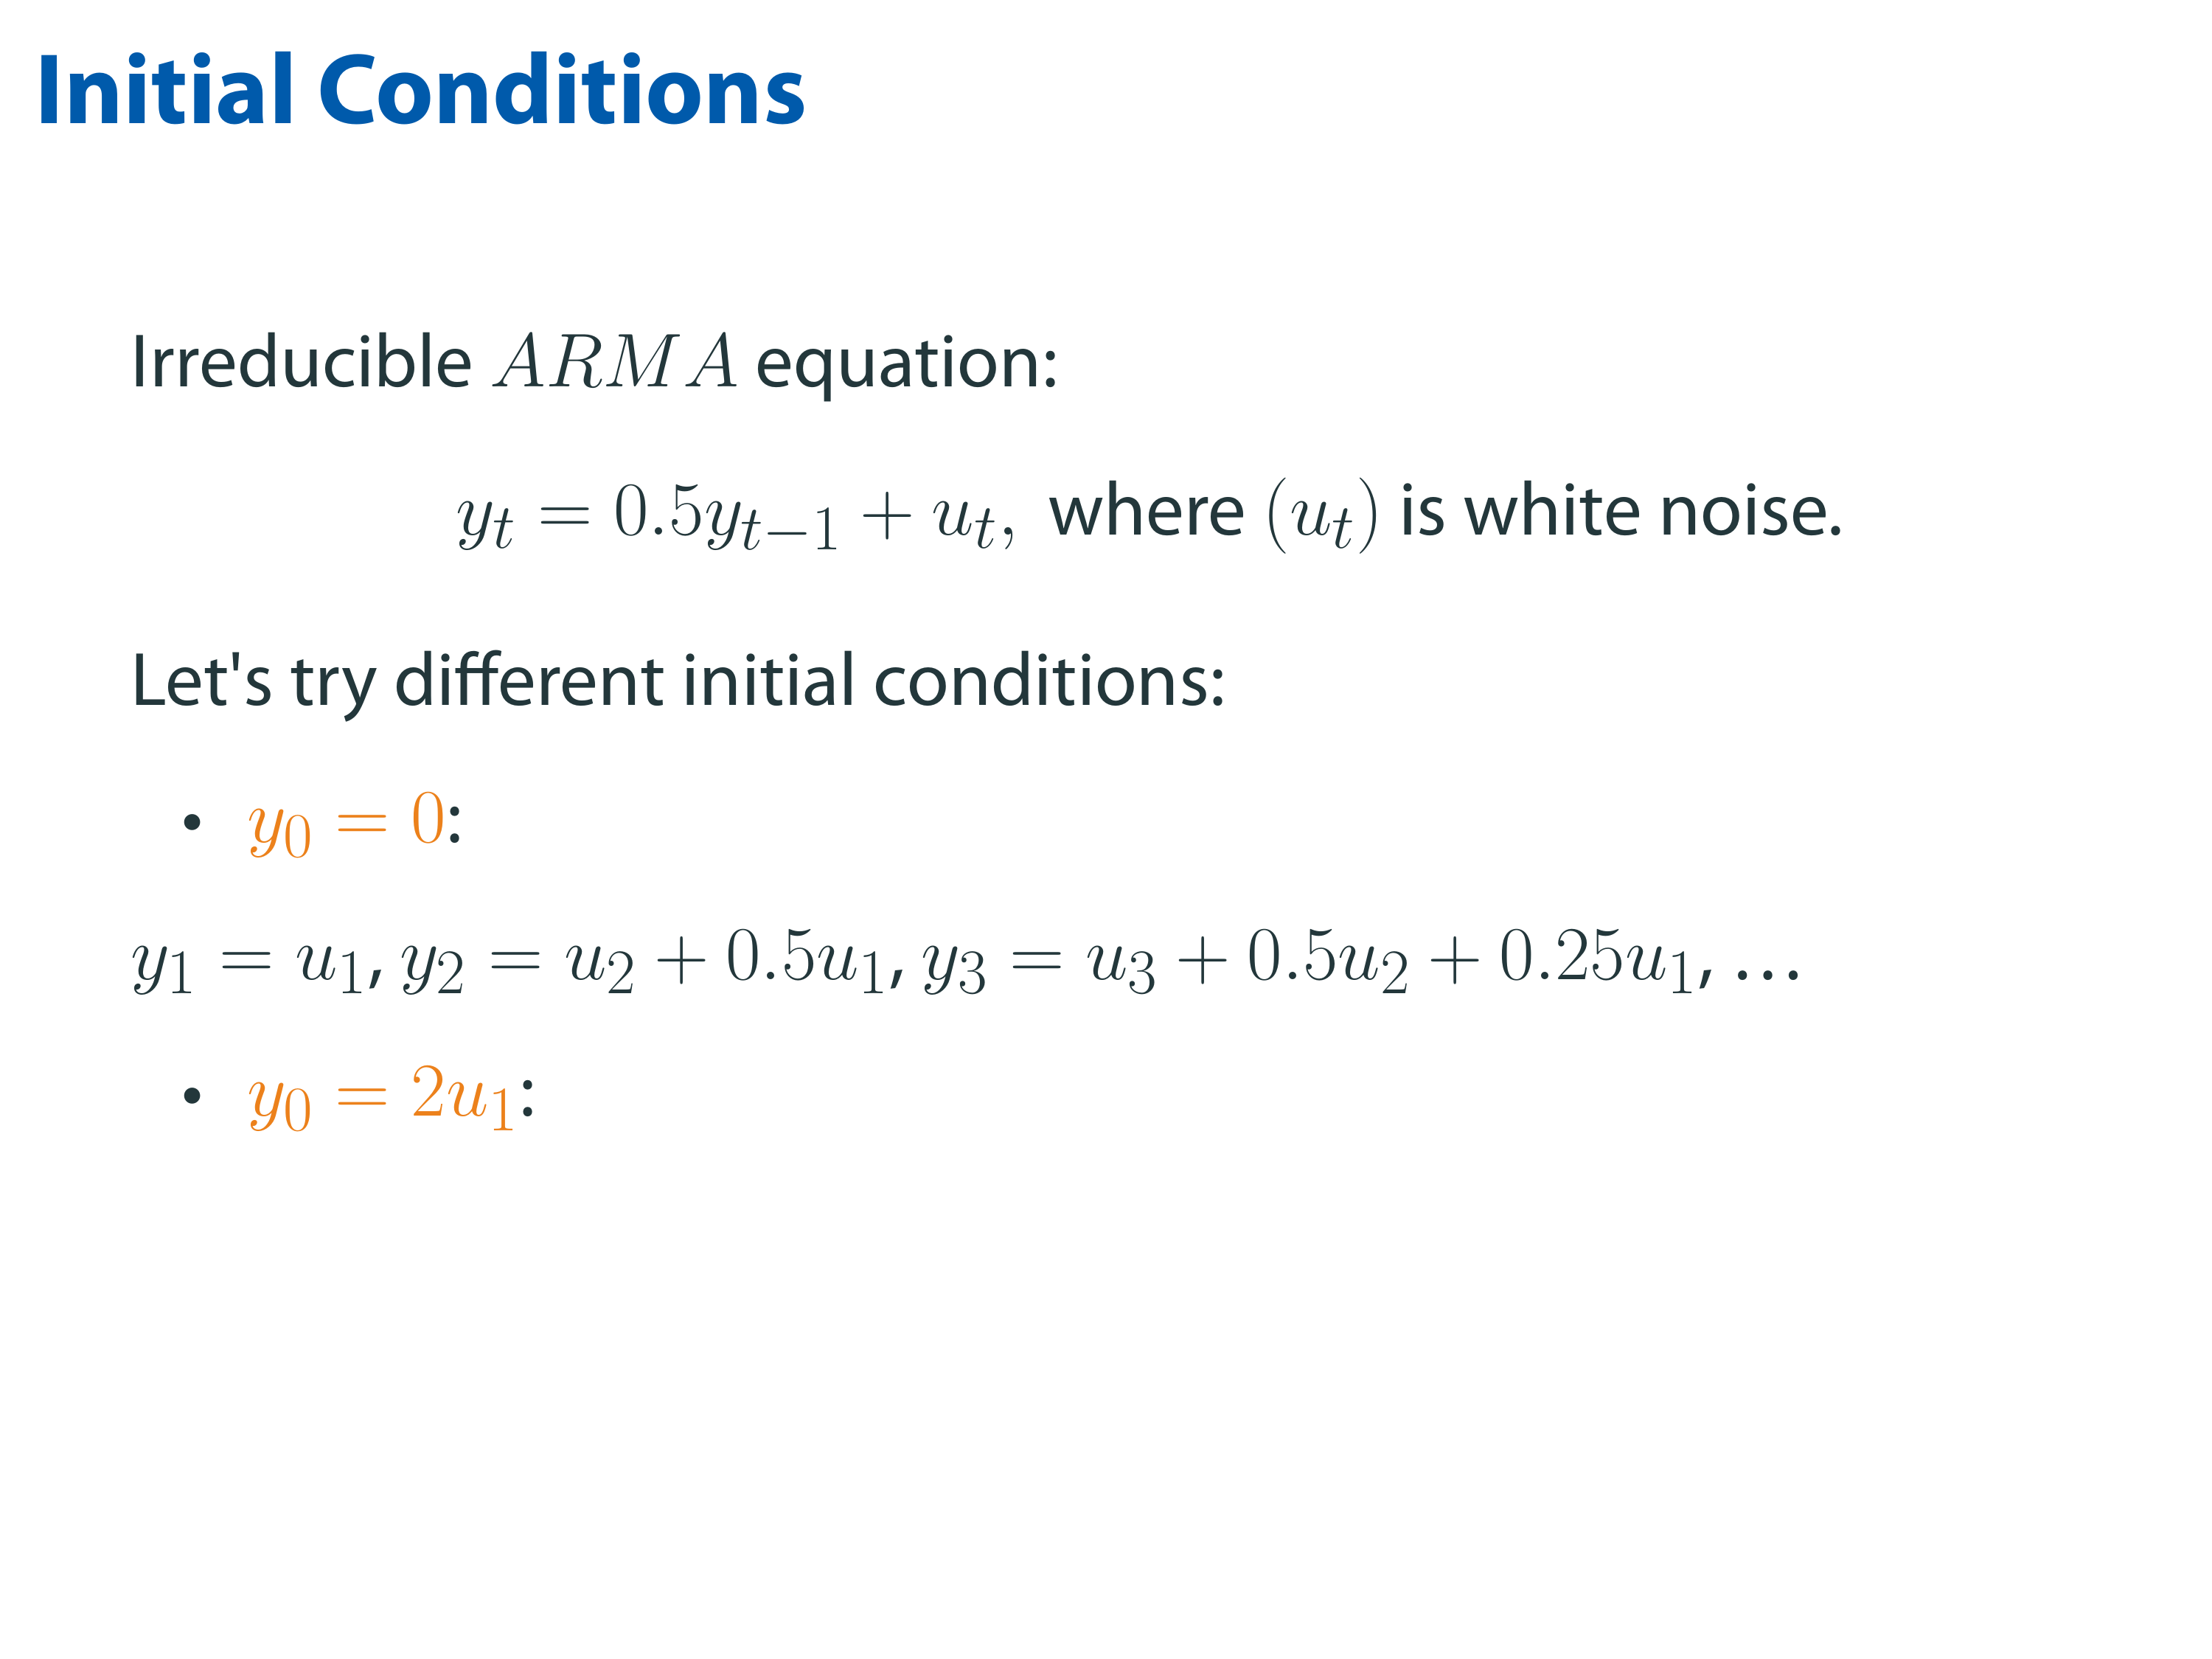 Initial Conditions
Irreducible $ARMA$ equation:
$y_t = 0.5y_{t-1} + u_t,$ where $(u_t)$ is white noise.
Let's try different initial conditions:
• $y_0 = 0$:
$y_1 = u_1$, $y_2 = u_2 + 0.5u_1$, $y_3 = u_3 + 0.5u_2 + 0.25u_1$, ...
• $y_0 = 2u_1$: